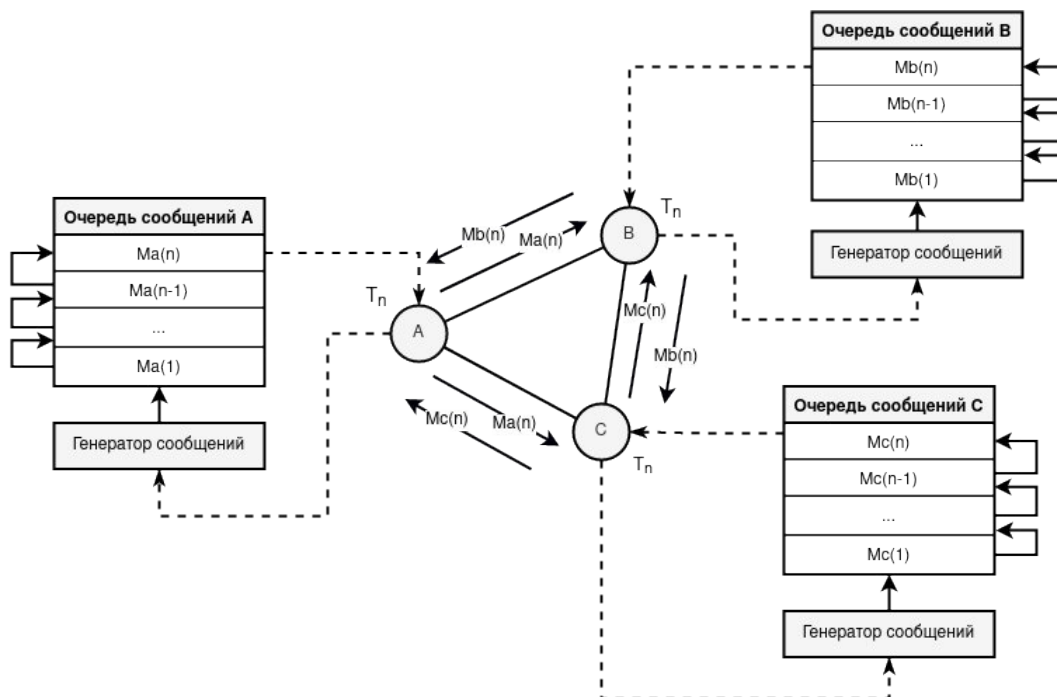 Очередь сообщений B
Mb(n)
Mb(n-1)
...
Mb(1)
Генератор сообщений
Очередь сообщений A
Ma(n)
Ma(n-1)
...
Ma(1)
Генератор сообщений
Tn
B
Mb(n)
Ma(n)
Tn
A
Mc(n)
Mb(n)
Mc(n)
Ma(n)
C
Tn
Очередь сообщений C
Mc(n)
Mc(n-1)
...
Mc(1)
Генератор сообщений